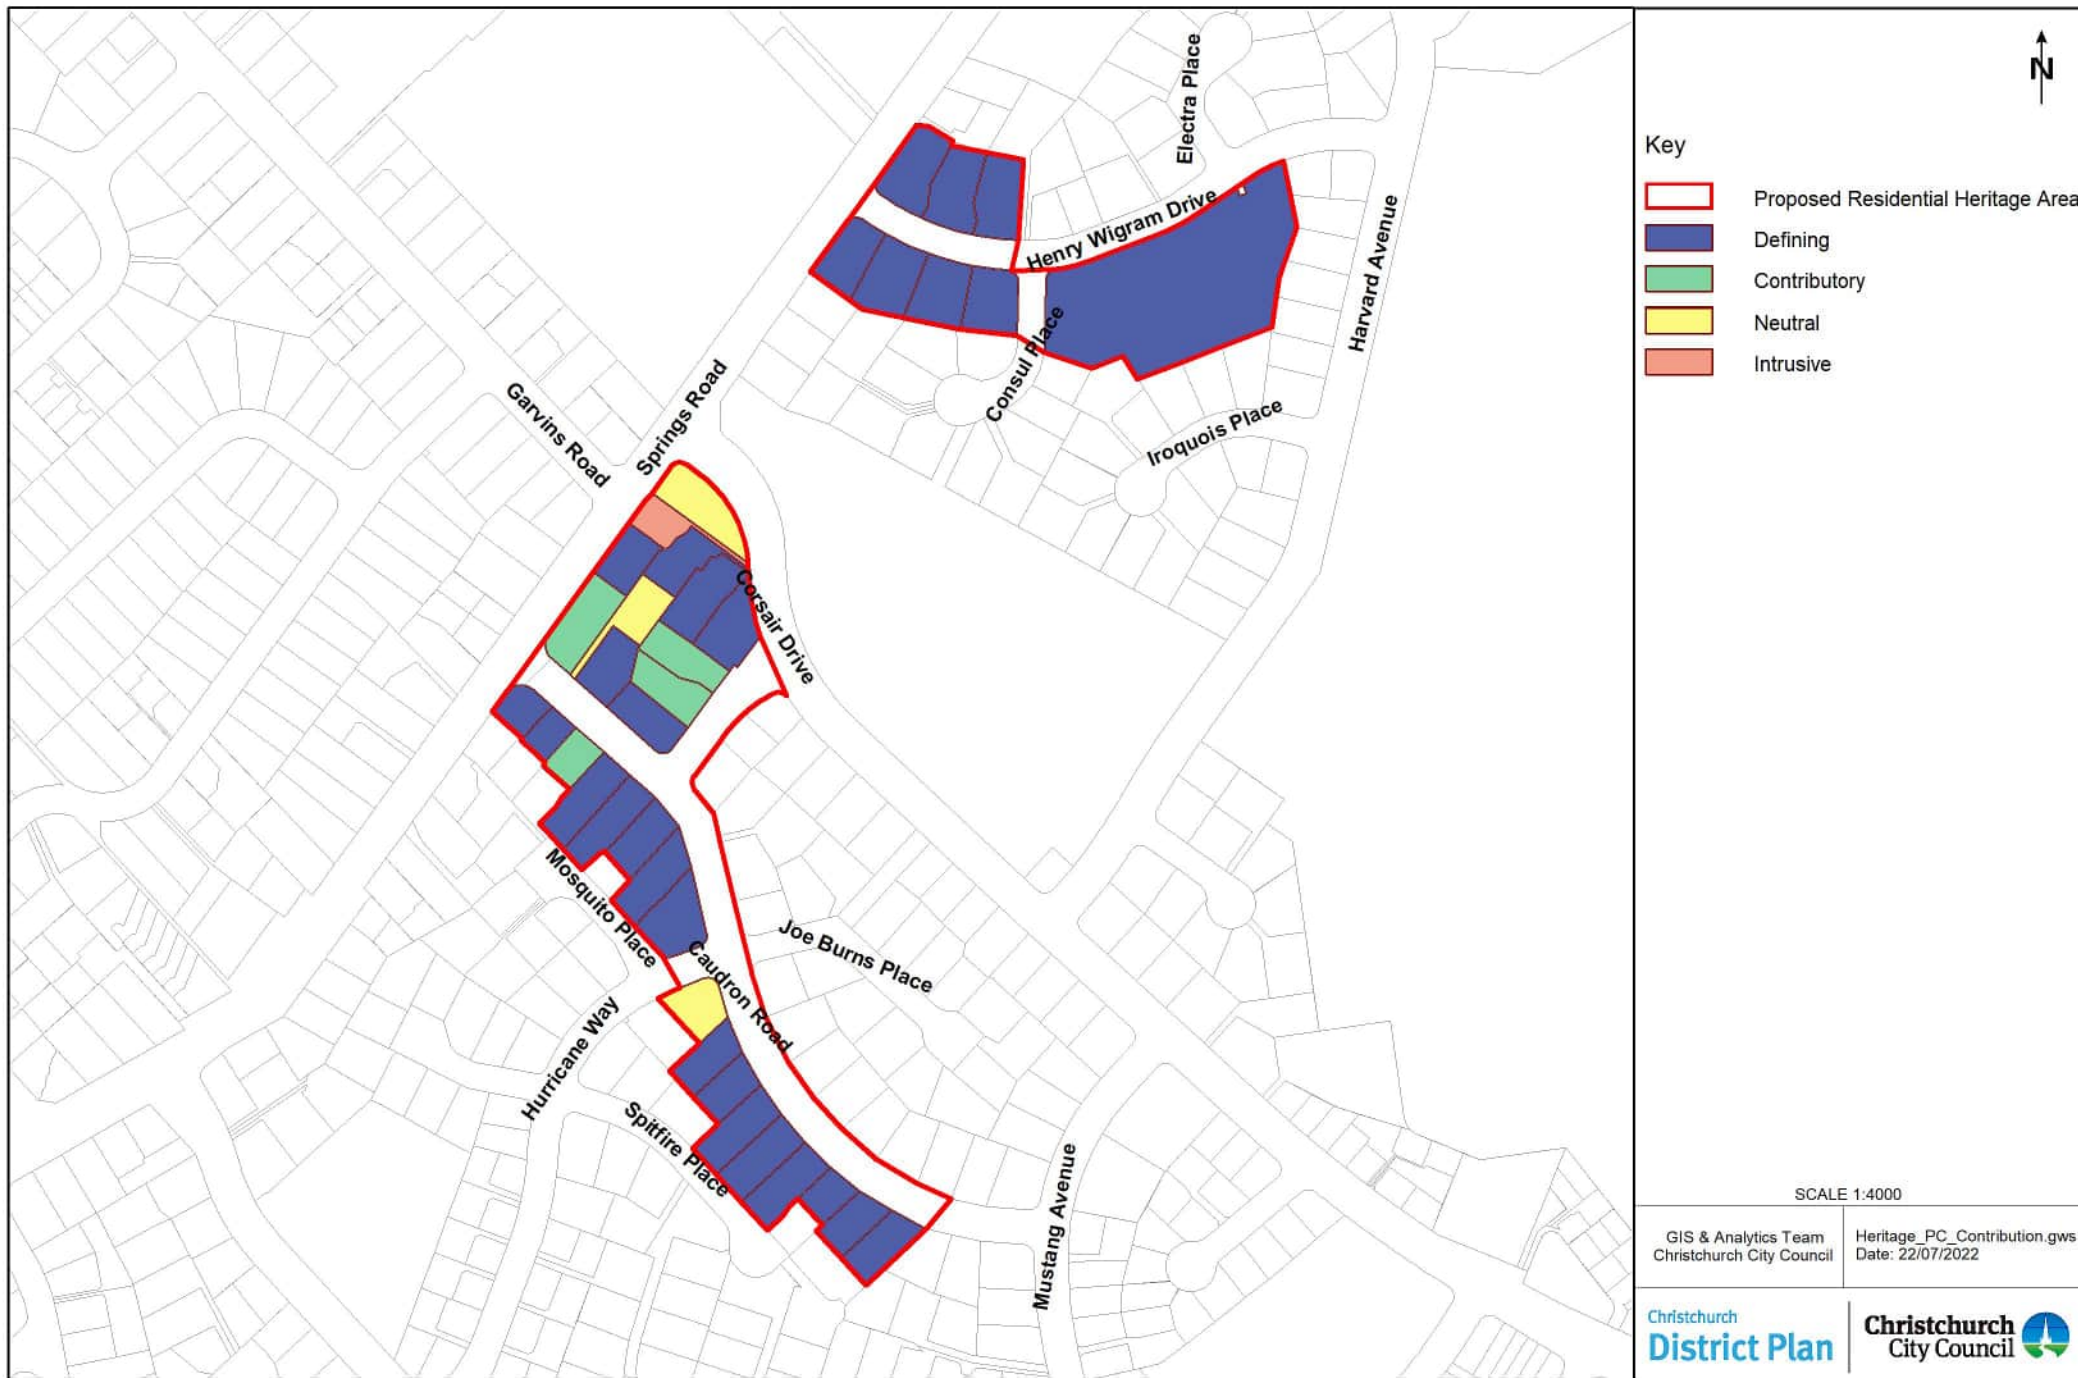 Electra Place
Henry Wigram Drive
Harvard Avenue
Consul Place
Iroquois Place
Garvins Road
Springs Road
Corsair Drive
Mosquito Place
Joe Burns Place
Caudron Road
Hurricane Way
Spitfire Place
Mustang Avenue
N
Key
Proposed Residential Heritage Area
Defining
Contributory
Neutral
Intrusive
SCALE 1:4000
GIS & Analytics Team
Christchurch City Council
Heritage_PC_Contribution.gws
Date: 22/07/2022
Christchurch
District Plan
Christchurch
City Council